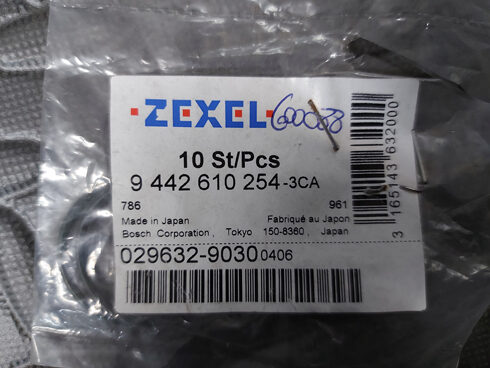 ZEXEL
10 St/Pcs
9 442 610 254-3CA
786 961
Made in Japan Fabriqué au Japon
Bosch Corporation, Tokyo 150-8360, Japan
029632-9030 0406
3 165143 632000